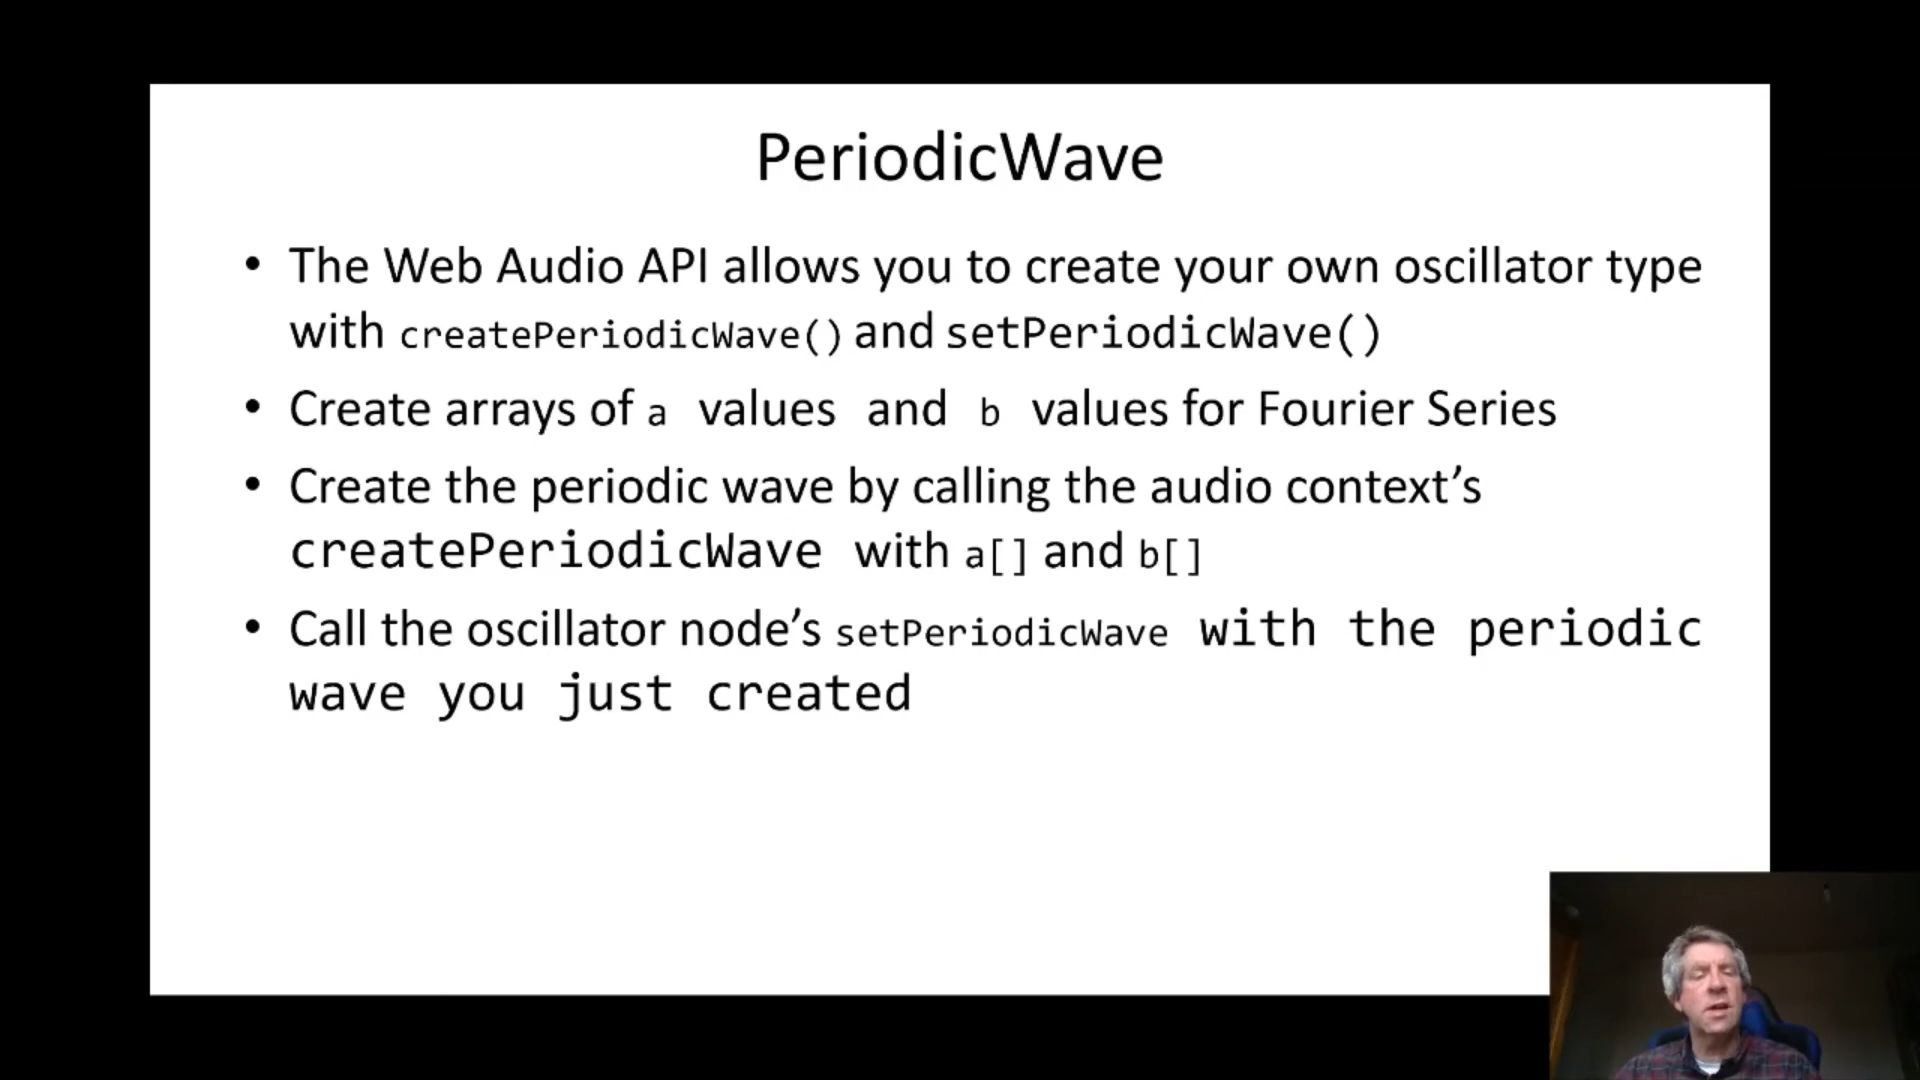 PeriodicWave
• The Web Audio API allows you to create your own oscillator type
with createPeriodicWave() and setPeriodicWave()
• Create arrays of a values and b values for Fourier Series
• Create the periodic wave by calling the audio context’s
createPeriodicWave with a[] and b[]
• Call the oscillator node’s setPeriodicWave with the periodic
wave you just created